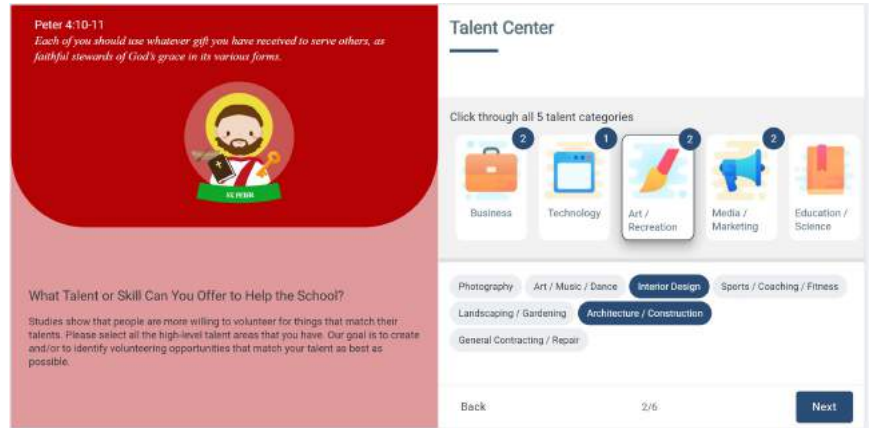 Peter 4:10-11
Each of you should use whatever gift you have received to serve others, as
faithful stewards of God's grace in its various forms.
ST. PETER
What Talent or Skill Can You Offer to Help the School?
Studies show that people are more willing to volunteer for things that match their
talents. Please select all the high-level talent areas that you have. Our goal is to create
and/or to identify volunteering opportunities that match your talent as best as
possible.
Talent Center
Click through all 5 talent categories
2
1
2
2
Business
Technology
Art /
Recreation
Media /
Marketing
Education /
Science
Photography
Art / Music / Dance
Interior Design
Sports / Coaching / Fitness
Landscaping / Gardening
Architecture / Construction
General Contracting / Repair
Back
2/6
Next